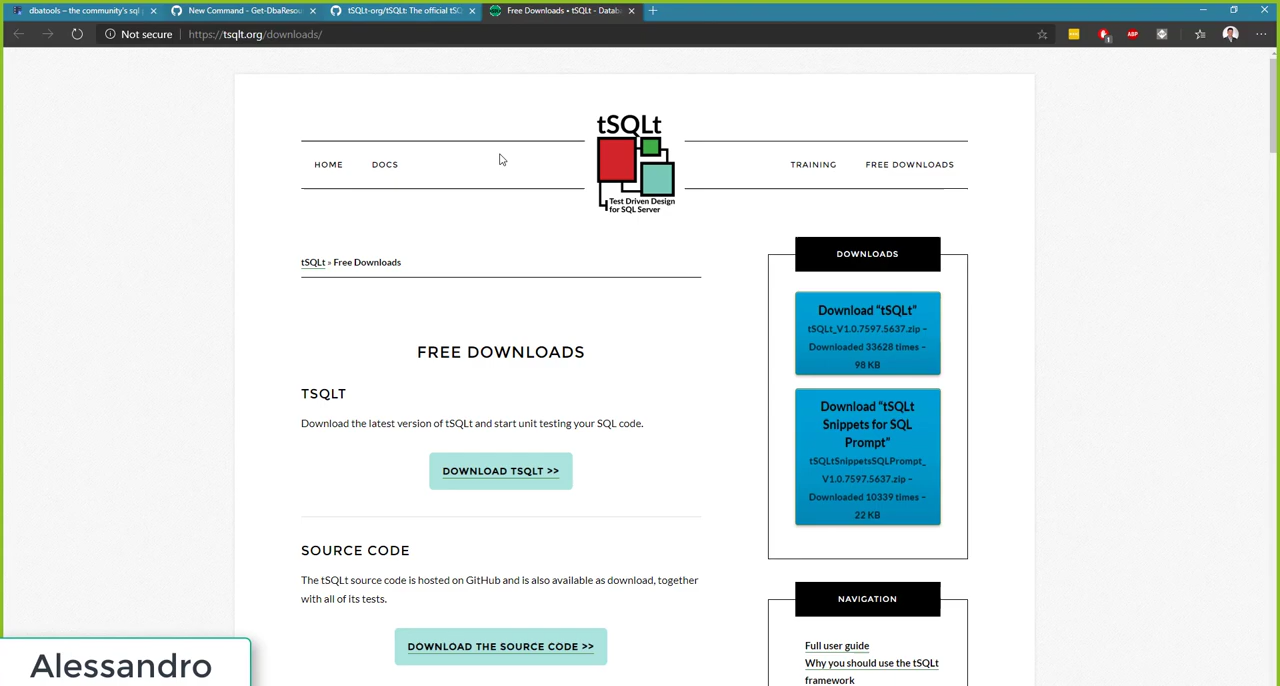 dbatools – the community's sql
New Command - Get-DbaResou
tSQLt-org/tSQLt: The official tSQ
Free Downloads • tSQLt - Databa
Not secure
https://tsqlt.org/downloads/
1
ABP
tSQLt
Test Driven Design
for SQL Server
HOME
DOCS
TRAINING
FREE DOWNLOADS
tSQLt » Free Downloads
FREE DOWNLOADS
TSQLT
Download the latest version of tSQLt and start unit testing your SQL code.
DOWNLOAD TSQLT >>
SOURCE CODE
The tSQLt source code is hosted on GitHub and is also available as download, together
with all of its tests.
DOWNLOAD THE SOURCE CODE >>
DOWNLOADS
Download “tSQLt”
tSQLt_V1.0.7597.5637.zip –
Downloaded 33628 times –
98 KB
Download “tSQLt
Snippets for SQL
Prompt”
tSQLtSnippetsSQLPrompt_
V1.0.7597.5637.zip –
Downloaded 10339 times –
22 KB
NAVIGATION
Full user guide
Why you should use the tSQLt
framework
Alessandro